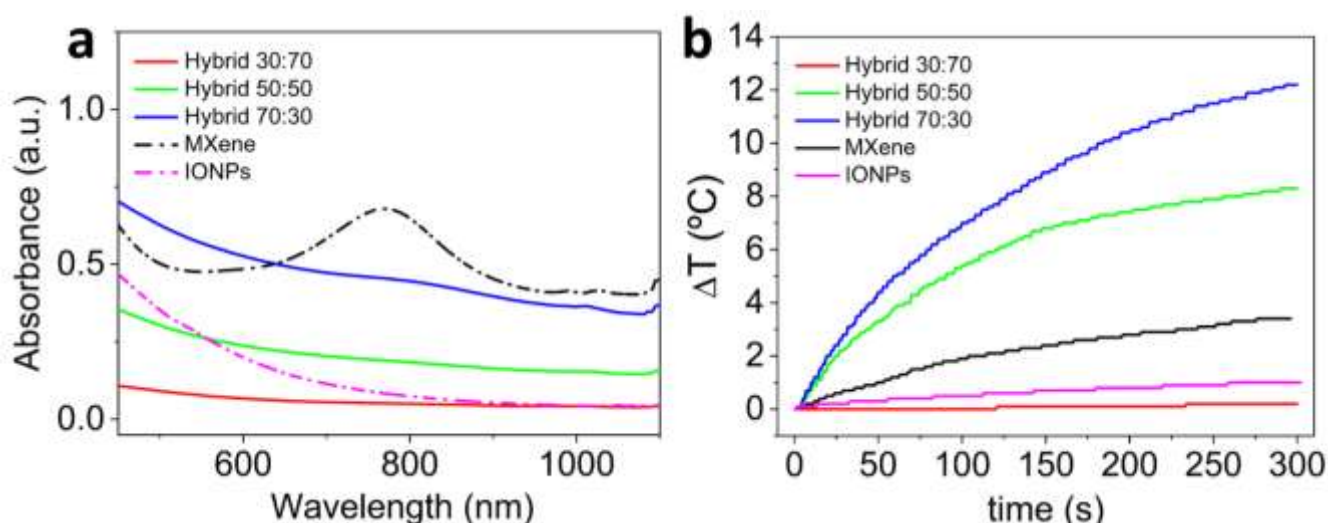 a
Hybrid 30:70
Hybrid 50:50
Hybrid 70:30
MXene
IONPs
Absorbance (a.u.)
1.0
0.5
0.0
600
800
1000
Wavelength (nm)
b
Hybrid 30:70
Hybrid 50:50
Hybrid 70:30
MXene
IONPs
ΔT (ºC)
14
12
10
8
6
4
2
0
0
50
100
150
200
250
300
time (s)